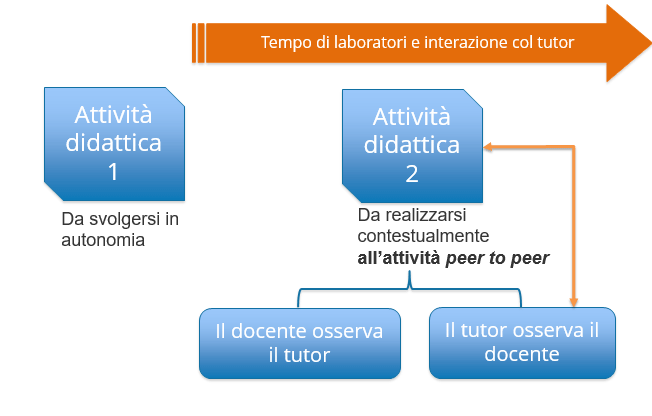 Tempo di laboratori e interazione col tutor
Attività
didattica
1
Da svolgersi in
autonomia
Attività
didattica
2
Da realizzarsi
contestualmente
all'attività peer to peer
Il docente osserva
il tutor
Il tutor osserva il
docente